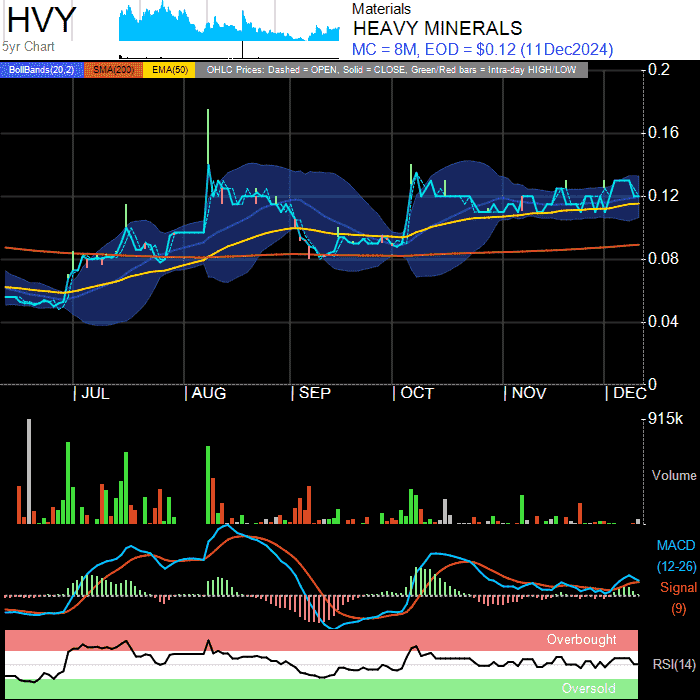 HVY
5yr Chart
Materials
HEAVY MINERALS
MC = 8M, EOD = $0.12 (11Dec2024)
BollBands(20,2) SMA(200) EMA(50) OHLC Prices: Dashed = OPEN, Solid = CLOSE, Green/Red bars = Intra-day HIGH/LOW
0.2
0.16
0.12
0.08
0.04
0
| JUL | AUG | SEP | OCT | NOV | DEC
915k
Volume
MACD
(12-26)
Signal
(9)
Overbought
RSI(14)
Oversold